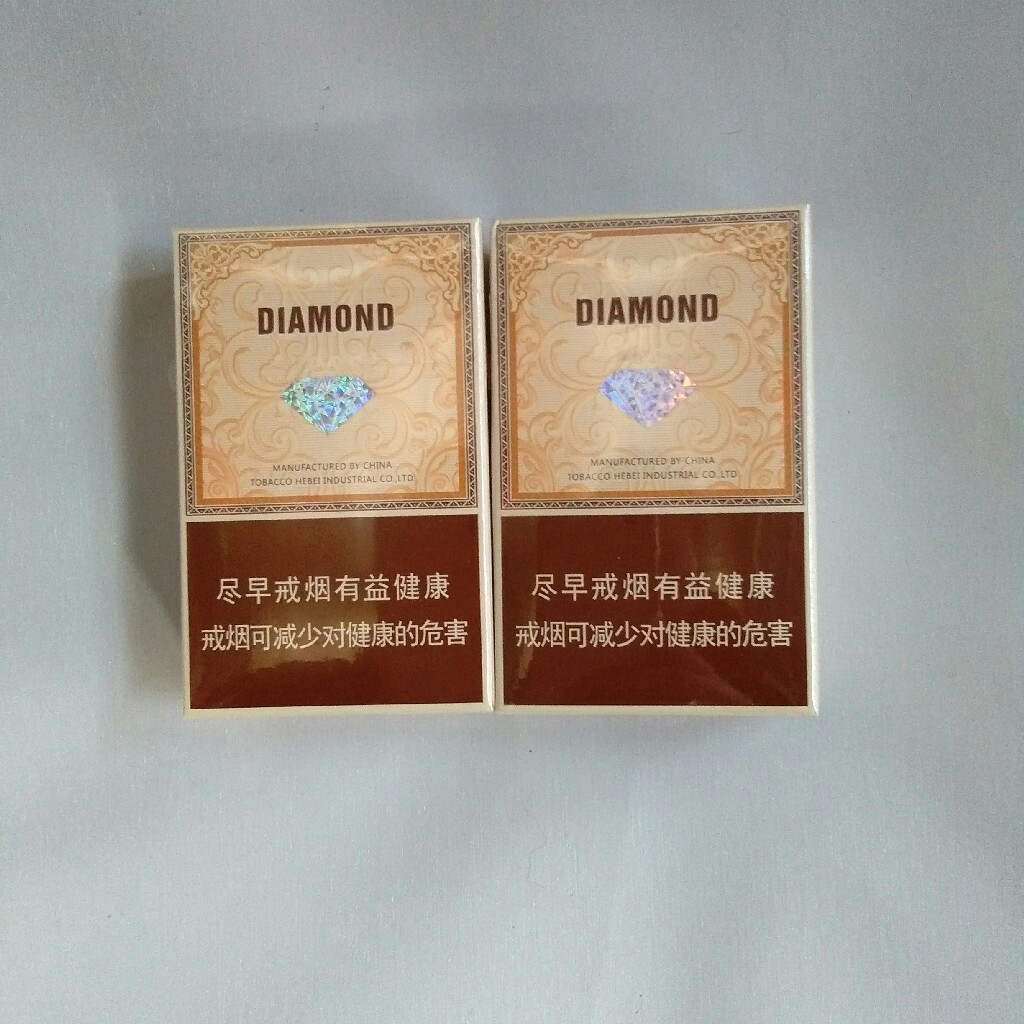 DIAMOND
MANUFACTURED BY CHINA
TOBACCO HEBEI INDUSTRIAL CO.,LTD
尽早戒烟有益健康
戒烟可减少对健康的危害
DIAMOND
MANUFACTURED BY CHINA
TOBACCO HEBEI INDUSTRIAL CO.,LTD
尽早戒烟有益健康
戒烟可减少对健康的危害